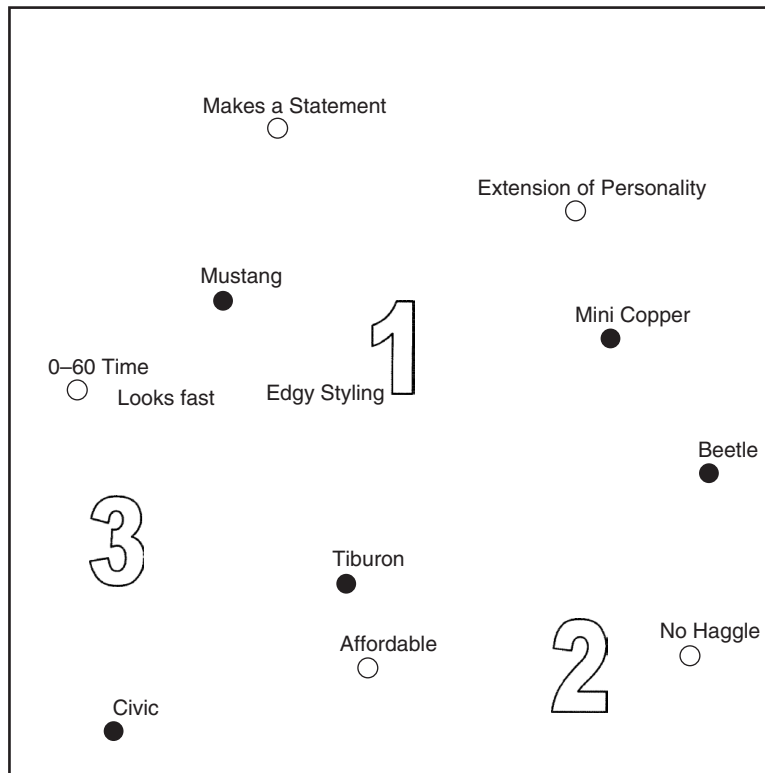 Makes a Statement
Extension of Personality
Mustang
1
Mini Copper
0–60 Time
Looks fast
Edgy Styling
Beetle
3
Tiburon
2
No Haggle
Affordable
Civic